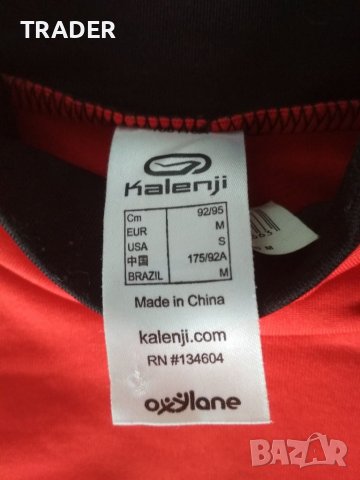 TRADER
Kalenji
Cm 92/95
EUR M
USA S
中国 175/92A
BRAZIL M
Made in China
kalenji.com
RN #134604
oxylane
BAZAR